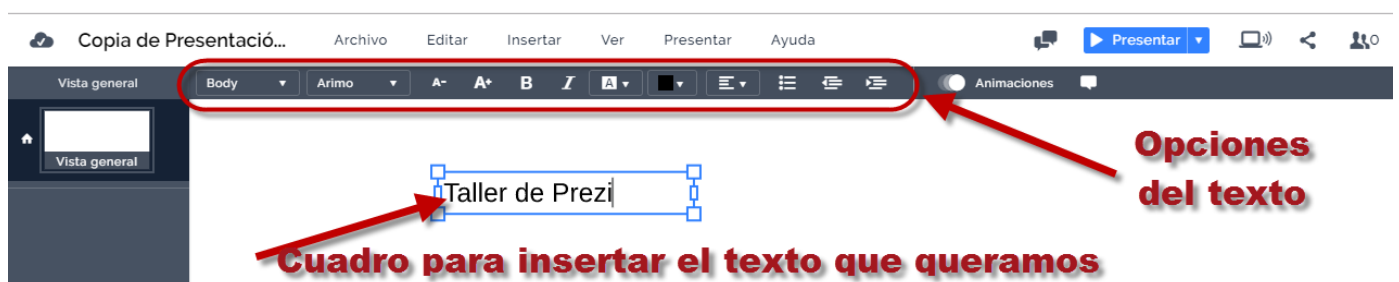 Copia de Presentació... Archivo Editar Insertar Ver Presentar Ayuda Presentar 0
Vista general Body Arimo A- A+ B I A Animaciones
Vista general
Opciones
del texto
Taller de Prezi
Cuadro para insertar el texto que queramos